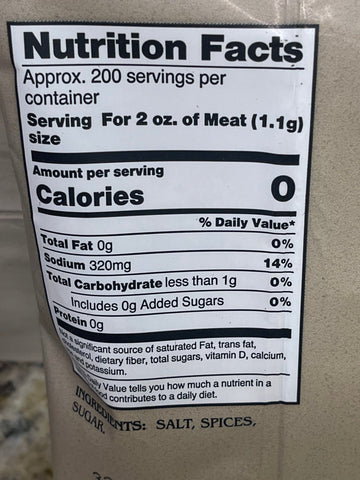 Nutrition Facts
Approx. 200 servings per
container
Serving For 2 oz. of Meat (1.1g)
size
Amount per serving
Calories 0
% Daily Value*
Total Fat 0g 0%
Sodium 320mg 14%
Total Carbohydrate less than 1g 0%
Includes 0g Added Sugars 0%
Protein 0g
a significant source of saturated Fat, trans fat,
cholesterol, dietary fiber, total sugars, vitamin D, calcium,
potassium.
Daily Value tells you how much a nutrient in a
contributes to a daily diet.
INGREDIENTS: SALT, SPICES,
SUGAR.